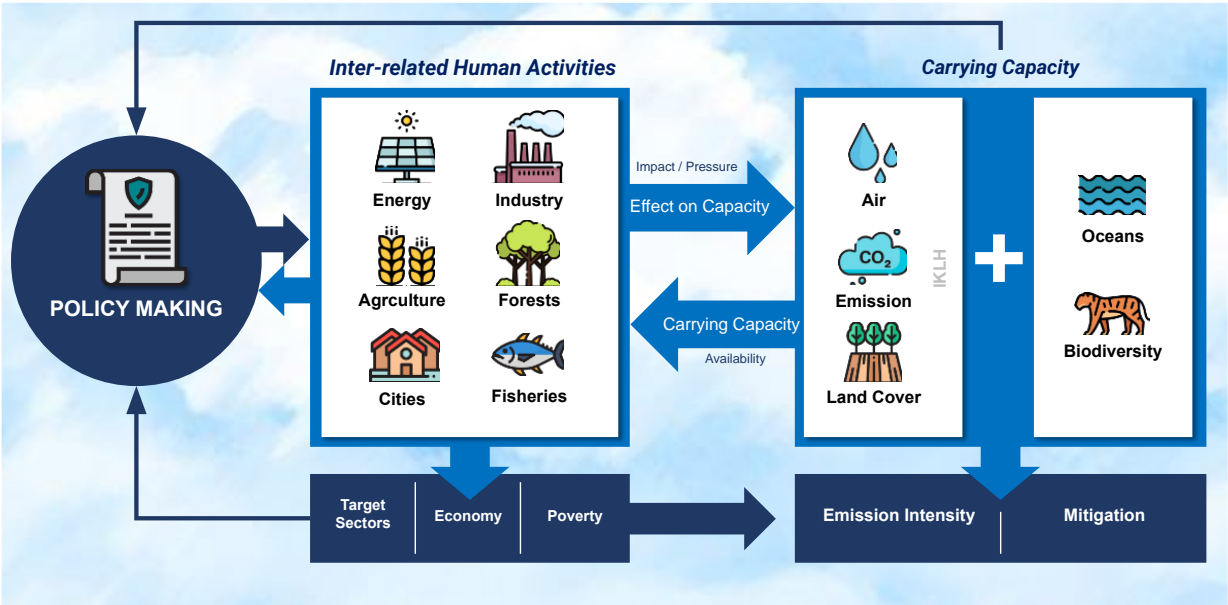 Inter-related Human Activities
Carrying Capacity
POLICY MAKING
Energy
Industry
Agrculture
Forests
Cities
Fisheries
Impact / Pressure
Effect on Capacity
Carrying Capacity
Availability
Air
CO₂
Emission
IKLH
Land Cover
Oceans
Biodiversity
Target
Sectors
Economy
Poverty
Emission Intensity
Mitigation